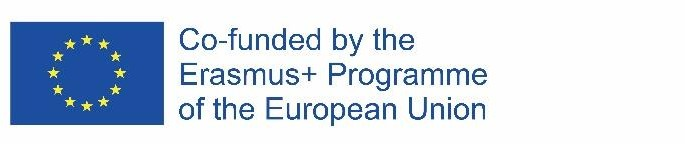 Co-funded by the
Erasmus+ Programme
of the European Union